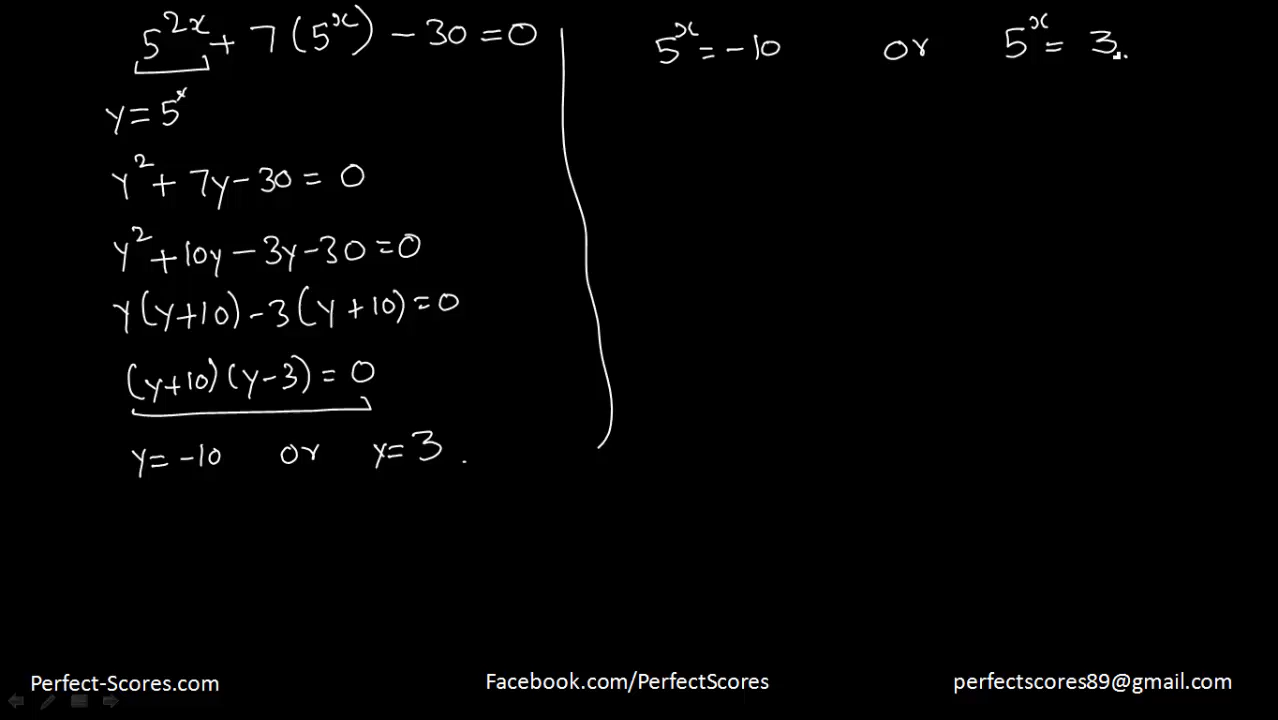 5^{2x} + 7(5^x) - 30 = 0
y = 5^x
y^2 + 7y - 30 = 0
y^2 + 10y - 3y - 30 = 0
y(y+10) - 3(y+10) = 0
(y+10)(y-3) = 0
y = -10 or y = 3.
5^x = -10 or 5^x = 3.
Perfect-Scores.com
Facebook.com/PerfectScores
perfectscores89@gmail.com